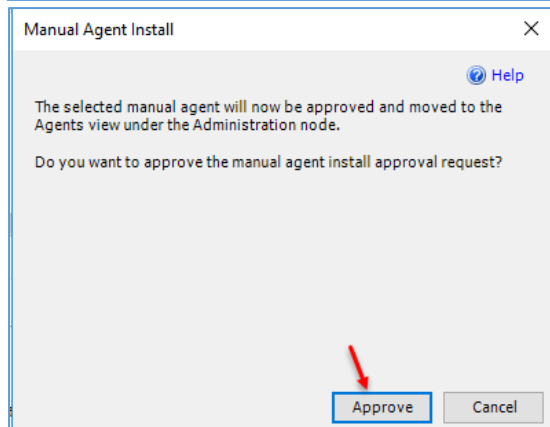 Manual Agent Install
Help
The selected manual agent will now be approved and moved to the
Agents view under the Administration node.
Do you want to approve the manual agent install approval request?
Approve Cancel